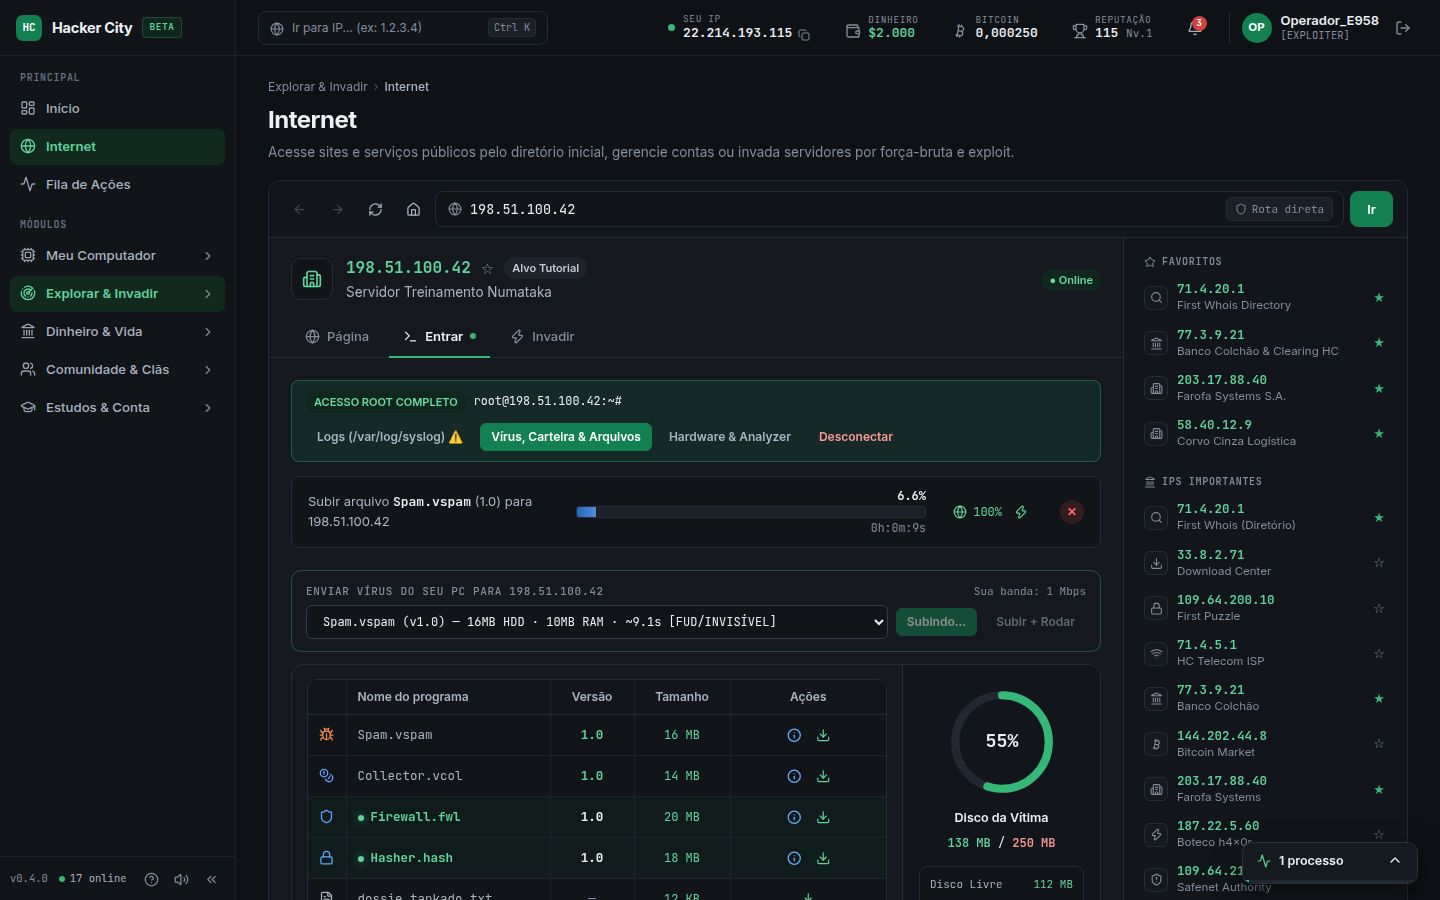 HC Hacker City BETA
Ir para IP... (ex: 1.2.3.4) Ctrl K
SEU IP
22.214.193.115
DINHEIRO
$2.000
BITCOIN
0,000250
REPUTAÇÃO
115 Nv.1
3
OP
Operador_E958
[EXPLOITER]
PRINCIPAL
Início
Internet
Fila de Ações
MÓDULOS
Meu Computador
Explorar & Invadir
Dinheiro & Vida
Comunidade & Clãs
Estudos & Conta
v0.4.0 17 online
Explorar & Invadir › Internet
Internet
Acesse sites e serviços públicos pelo diretório inicial, gerencie contas ou invada servidores por força-bruta e exploit.
198.51.100.42 Rota direta Ir
198.51.100.42 Alvo Tutorial
Servidor Treinamento Numataka
Online
Página Entrar Invadir
ACESSO ROOT COMPLETO root@198.51.100.42:~#
Logs (/var/log/syslog) ⚠️ Vírus, Carteira & Arquivos Hardware & Analyzer Desconectar
Subir arquivo Spam.vspam (1.0) para
198.51.100.42
6.6%
0h:0m:9s
100%
ENVIAR VÍRUS DO SEU PC PARA 198.51.100.42 Sua banda: 1 Mbps
Spam.vspam (v1.0) — 16MB HDD · 10MB RAM · ~9.1s [FUD/INVISÍVEL] Subindo... Subir + Rodar
Nome do programa Versão Tamanho Ações
Spam.vspam 1.0 16 MB
Collector.vcol 1.0 14 MB
Firewall.fwl 1.0 20 MB
Hasher.hash 1.0 18 MB
dossie_tankado.txt — 12 KB
55%
Disco da Vítima
138 MB / 250 MB
Disco Livre 112 MB
FAVORITOS
71.4.20.1
First Whois Directory
77.3.9.21
Banco Colchão & Clearing HC
203.17.88.40
Farofa Systems S.A.
58.40.12.9
Corvo Cinza Logística
IPS IMPORTANTES
71.4.20.1
First Whois (Diretório)
33.8.2.71
Download Center
109.64.200.10
First Puzzle
71.4.5.1
HC Telecom ISP
77.3.9.21
Banco Colchão
144.202.44.8
Bitcoin Market
203.17.88.40
Farofa Systems
187.22.5.60
Boteco h4x0r
Safenet Authority
1 processo